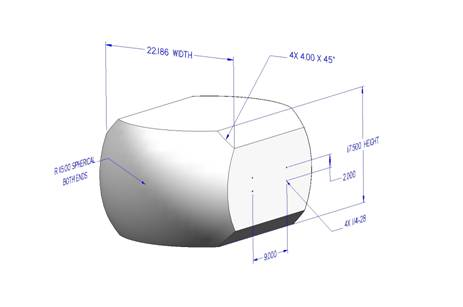 22.186 WIDTH
4X 4.00 X 45°
R 16.00 SPHERICAL
BOTH ENDS
17.500 HEIGHT
2.000
4X 1/4-28
9.000